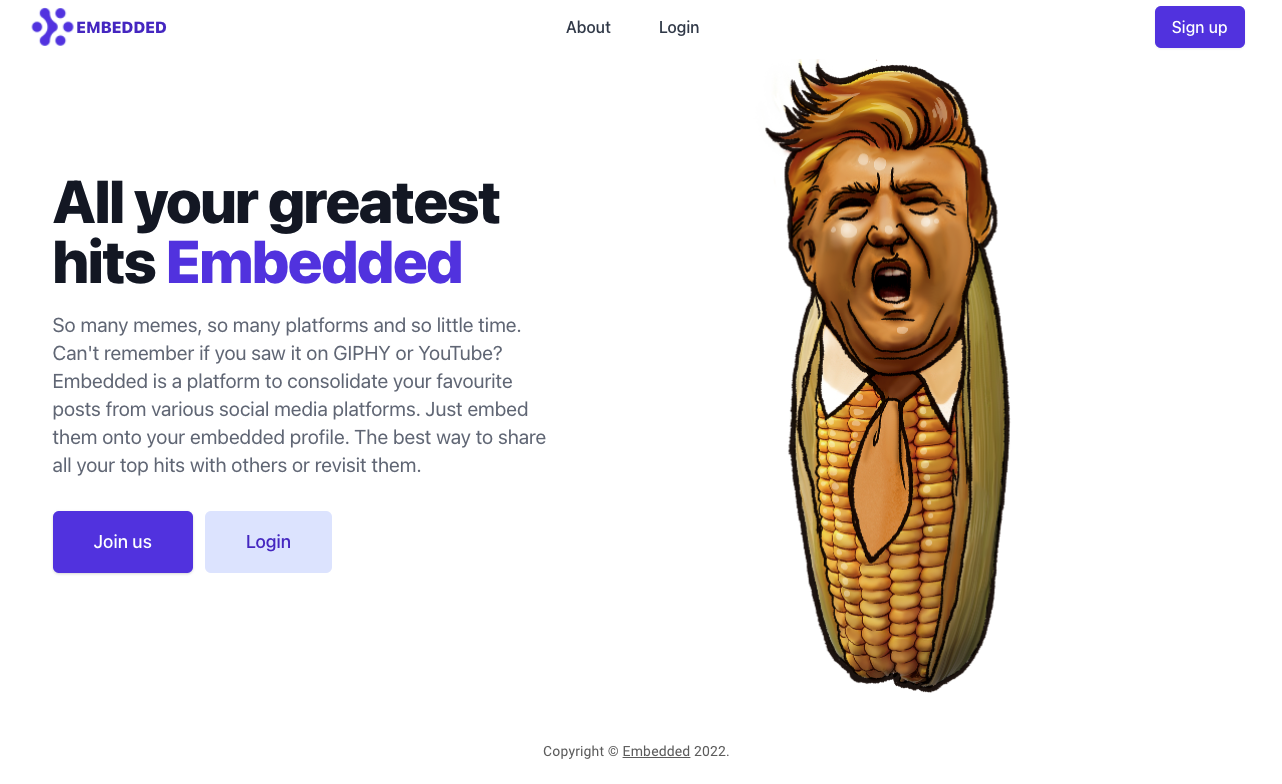 EMBEDDED
About
Login
Sign up
All your greatest
hits Embedded
So many memes, so many platforms and so little time.
Can't remember if you saw it on GIPHY or YouTube?
Embedded is a platform to consolidate your favourite
posts from various social media platforms. Just embed
them onto your embedded profile. The best way to share
all your top hits with others or revisit them.
Join us
Login
Copyright © Embedded 2022.